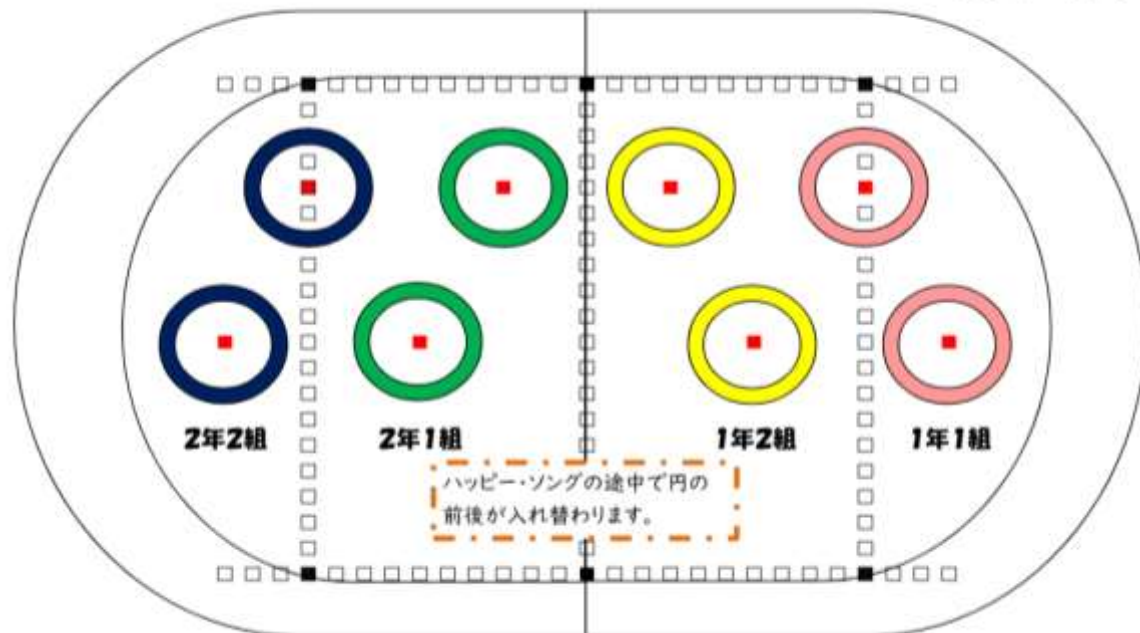 2年2組
2年1組
1年2組
1年1組
ハッピー・ソングの途中で円の
前後が入れ替わります。